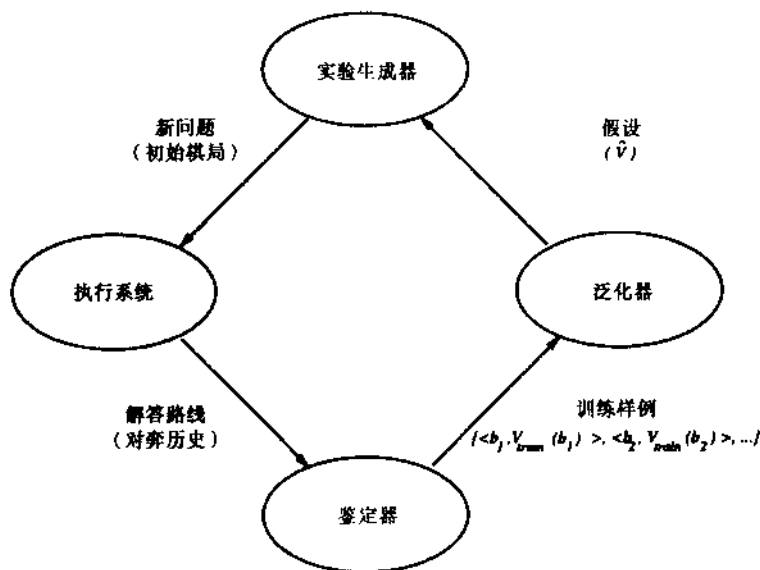 实验生成器
新问题
（初始棋局）
假设
(V̂)
执行系统
泛化器
解答路线
（对弈历史）
训练样例
{<b₁,V_train(b₁)>,<b₂,V_train(b₂)>,...}
鉴定器